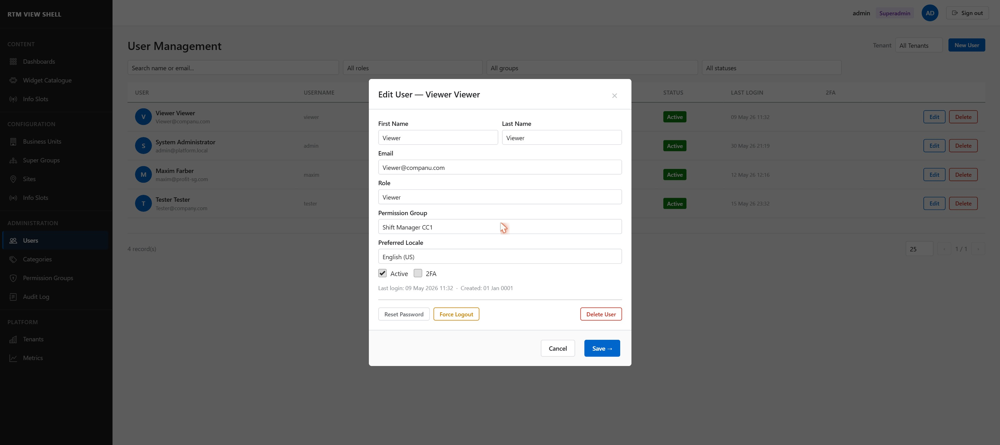 RTM VIEW SHELL
admin
Superadmin
AD
Sign out
CONTENT
Dashboards
Widget Catalogue
Info Slots
CONFIGURATION
Business Units
Super Groups
Sites
Info Slots
ADMINISTRATION
Users
Categories
Permission Groups
Audit Log
PLATFORM
Tenants
Metrics
User Management
Tenant
All Tenants
New User
Search name or email...
All roles
All groups
All statuses
USER
USERNAME
STATUS
LAST LOGIN
2FA
V
Viewer Viewer
Viewer@companu.com
viewer
Active
09 May 26 11:32
Edit
Delete
S
System Administrator
admin@platform.local
admin
Active
30 May 26 21:19
Edit
Delete
M
Maxim Farber
maxim@profit-sg.com
maxim
Active
12 May 26 12:16
Edit
Delete
T
Tester Tester
Tester@company.com
tester
Active
15 May 26 23:32
Edit
Delete
4 record(s)
25
‹
1 / 1
›
Edit User — Viewer Viewer
×
First Name
Last Name
Viewer
Viewer
Email
Viewer@companu.com
Role
Viewer
Permission Group
Shift Manager CC1
Preferred Locale
English (US)
Active
2FA
Last login: 09 May 2026 11:32 · Created: 01 Jan 0001
Reset Password
Force Logout
Delete User
Cancel
Save →